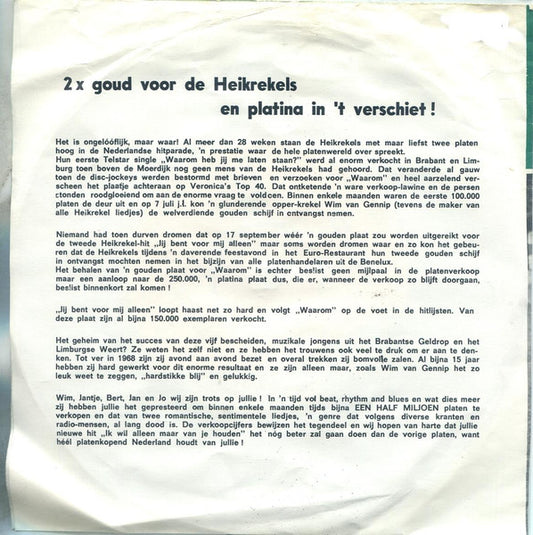 2 x goud voor de Heikrekels
en platina in 't verschiet !
Het is ongelóóflijk, maar waar! Al meer dan 28 weken staan de Heikrekels met maar liefst twee platen
hoog in de Nederlandse hitparade, 'n prestatie waar de hele platenwereld over spreekt.
Hun eerste Telstar single „Waarom heb jij me laten staan?” werd al enorm verkocht in Brabant en Lim-
burg toen boven de Moerdijk nog geen mens van de Heikrekels had gehoord. Dat veranderde al gauw
toen de disc-jockeys werden bestormd met brieven en verzoeken voor „Waarom” en heel aarzelend ver-
scheen het plaatje achteraan op Veronica's Top 40. Dat ontketende 'n ware verkoop-lawine en de persen
stonden roodgloeiend om aan de enorme vraag te voldoen. Binnen enkele maanden waren de eerste 100.000
platen de deur uit en op 7 juli j.l. kon 'n glunderende opper-krekel Wim van Gennip (tevens de maker van
alle Heikrekel liedjes) de welverdiende gouden schijf in ontvangst nemen.
Niemand had toen durven dromen dat op 17 september wéér 'n gouden plaat zou worden uitgereikt voor
de tweede Heikrekel-hit „Jij bent voor mij alleen” maar soms worden dromen waar en zo kon het gebeu-
ren dat de Heikrekels tijdens 'n daverende feestavond in het Euro-Restaurant hun tweede gouden schijf
in ontvangst mochten nemen in het bijzijn van alle platenhandelaren uit de Benelux.
Het behalen van 'n gouden plaat voor “Waarom” is echter beslist geen mijlpaal in de platenverkoop
maar een aanloop naar de 250.000, 'n platina plaat dus, die er, wanneer de verkoop zo blijft doorgaan,
beslist binnenkort zal komen !
„Jij bent voor mij alleen” loopt haast net zo hard en volgt „Waarom” op de voet in de hitlijsten. Van
deze plaat zijn al bijna 150.000 exemplaren verkocht.
Het geheim van het succes van deze vijf bescheiden, muzikale jongens uit het Brabantse Geldrop en het
Limburgse Weert? Ze weten het zelf niet en ze hebben het trouwens ook veel te druk om er aan te den-
ken. Tot ver in 1968 zijn zij avond aan avond bezet en overal trekken zij bomvolle zalen. Al bijna 15 jaar
hebben zij hard gewerkt voor dit enorme resultaat en ze zijn alleen maar, zoals Wim van Gennip het zo
leuk weet te zeggen, „hardstikke blij” en gelukkig.
Wim, Jantje, Bert, Jan en Jo wij zijn trots op jullie ! In 'n tijd vol beat, rhythm and blues en wat dies meer
zij hebben jullie het gepresteerd om binnen enkele maanden tijds bijna EEN HALF MILJOEN platen te
verkopen en dat van twee romantische, sentimentele liedjes, 'n genre dat volgens diverse kranten en
radio-mensen, al lang dood is. De verkoopcijfers bewijzen het tegendeel en wij hopen van harte dat jullie
nieuwe hit „Ik wil alleen maar van je houden” het nóg beter zal gaan doen dan de vorige platen, want
héél platenkopend Nederland houdt van jullie !